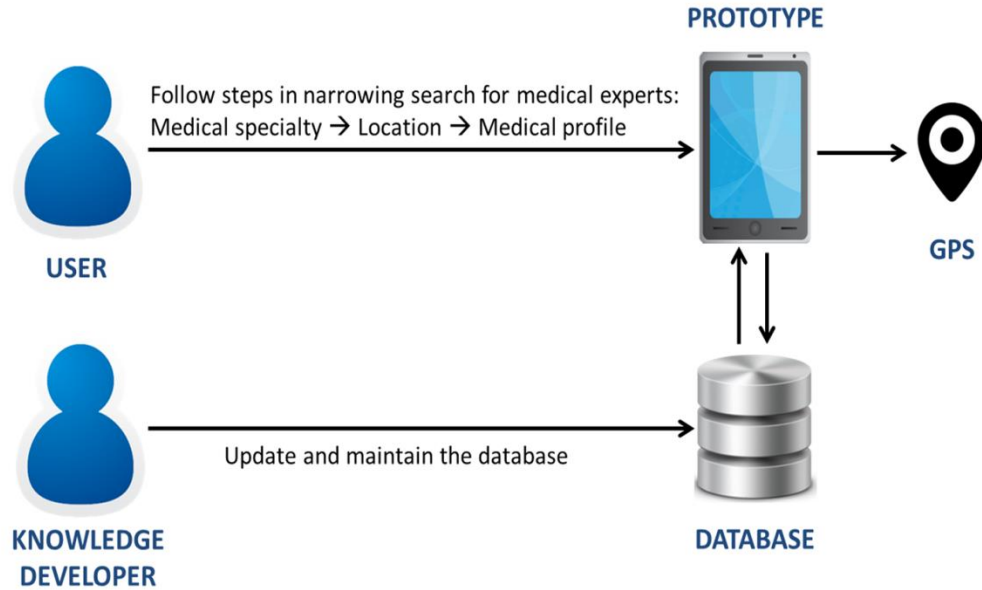 PROTOTYPE
Follow steps in narrowing search for medical experts:
Medical specialty → Location → Medical profile
USER
GPS
Update and maintain the database
KNOWLEDGE
DEVELOPER
DATABASE